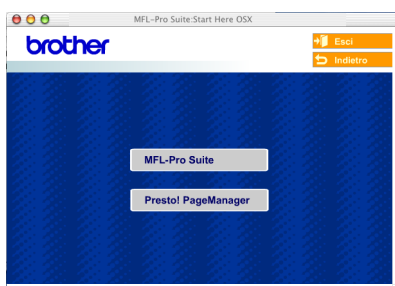 MFL-Pro Suite:Start Here OSX
brother
Esci
Indietro
MFL-Pro Suite
Presto! PageManager